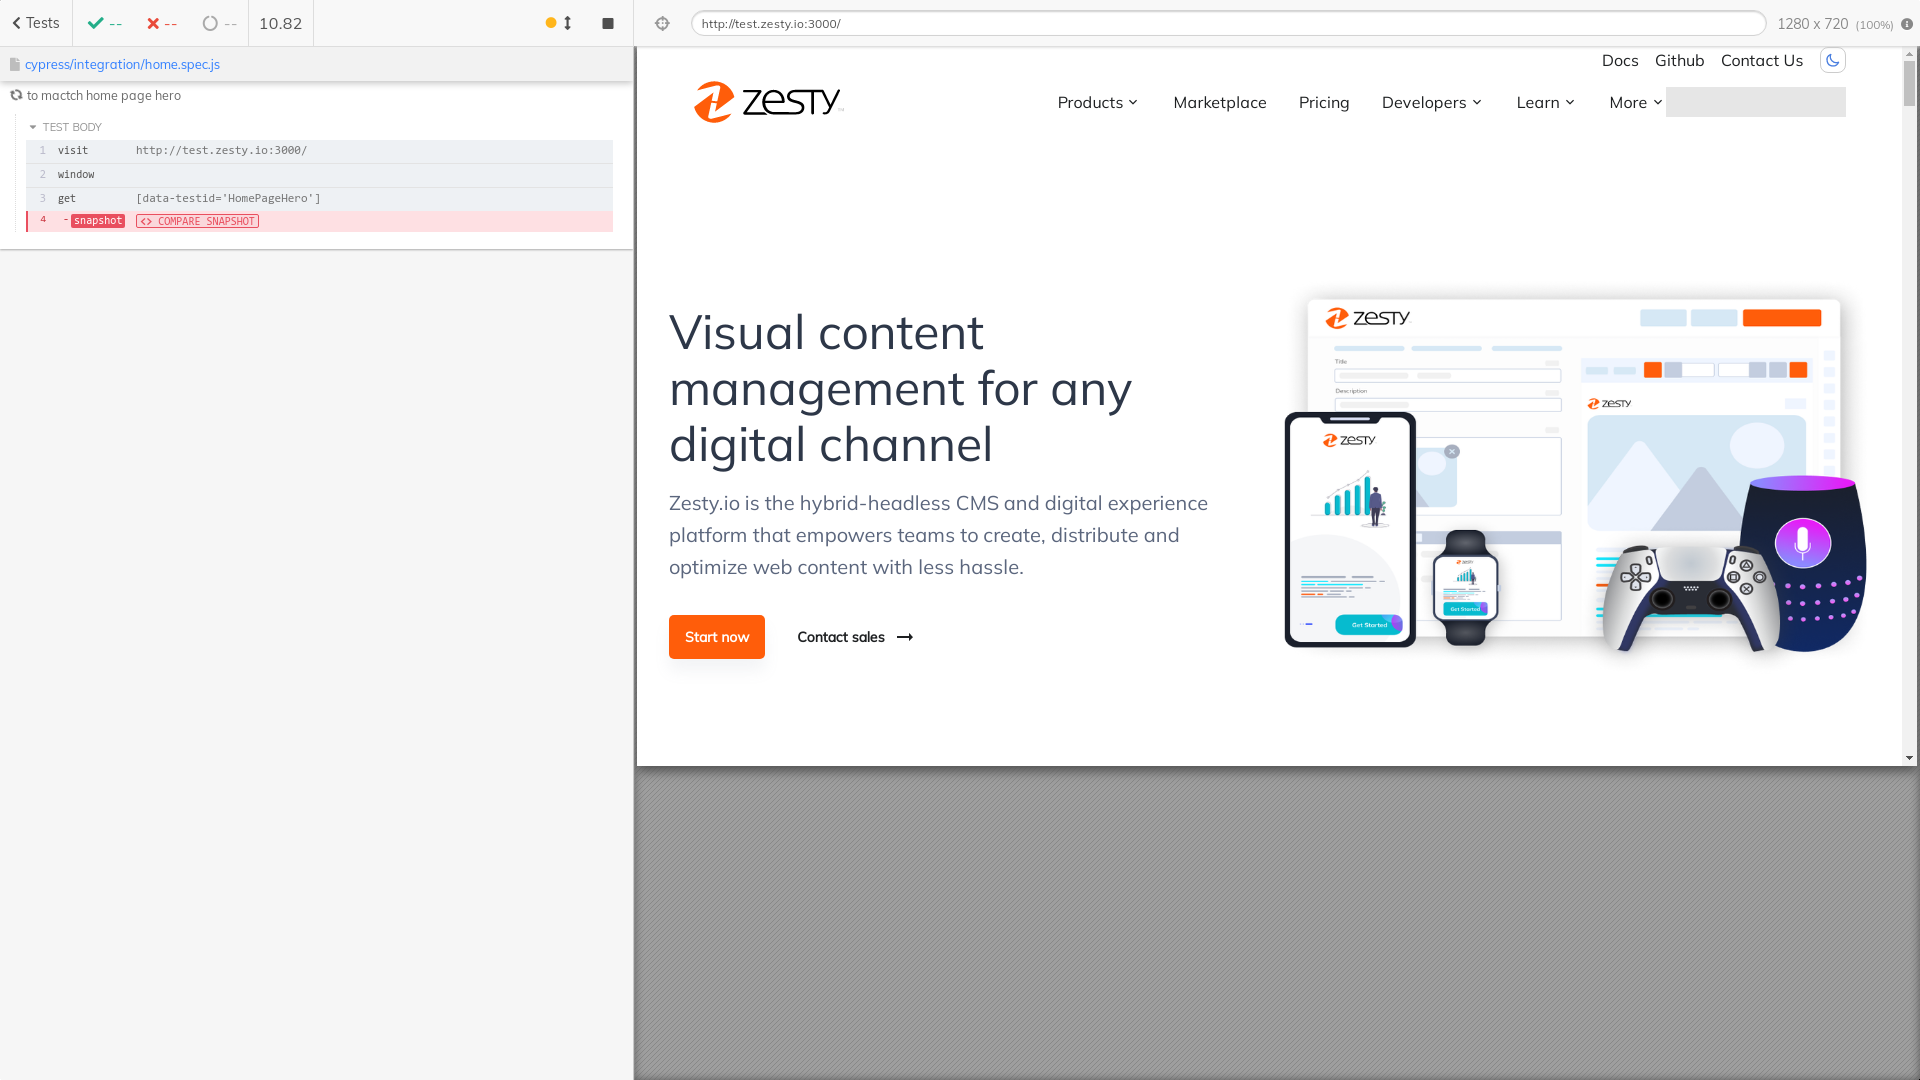 Tests -- -- -- 10.82
http://test.zesty.io:3000/ 1280 x 720 (100%)
cypress/integration/home.spec.js
to mactch home page hero
TEST BODY
1 visit http://test.zesty.io:3000/
2 window
3 get [data-testid='HomePageHero']
4 -snapshot <> COMPARE SNAPSHOT
Docs Github Contact Us
ZESTY Products Marketplace Pricing Developers Learn More
Visual content
management for any
digital channel
Zesty.io is the hybrid-headless CMS and digital experience
platform that empowers teams to create, distribute and
optimize web content with less hassle.
Start now Contact sales
ZESTY
Title
Description
ZESTY
ZESTY
Get Started
ZESTY
Get Started